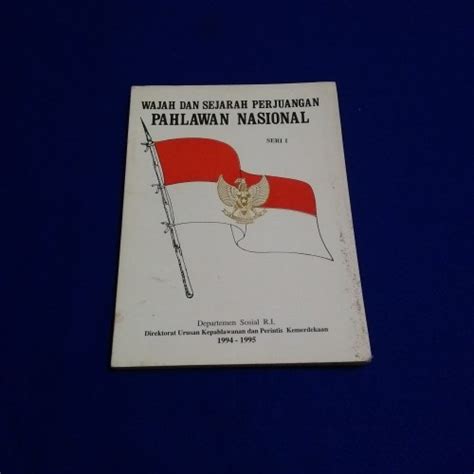 WAJAH DAN SEJARAH PERJUANGAN
PAHLAWAN NASIONAL
SERI I
Departemen Sosial R.I.
Direktorat Urusan Kepahlawanan dan Perintis Kemerdekaan
1994 - 1995